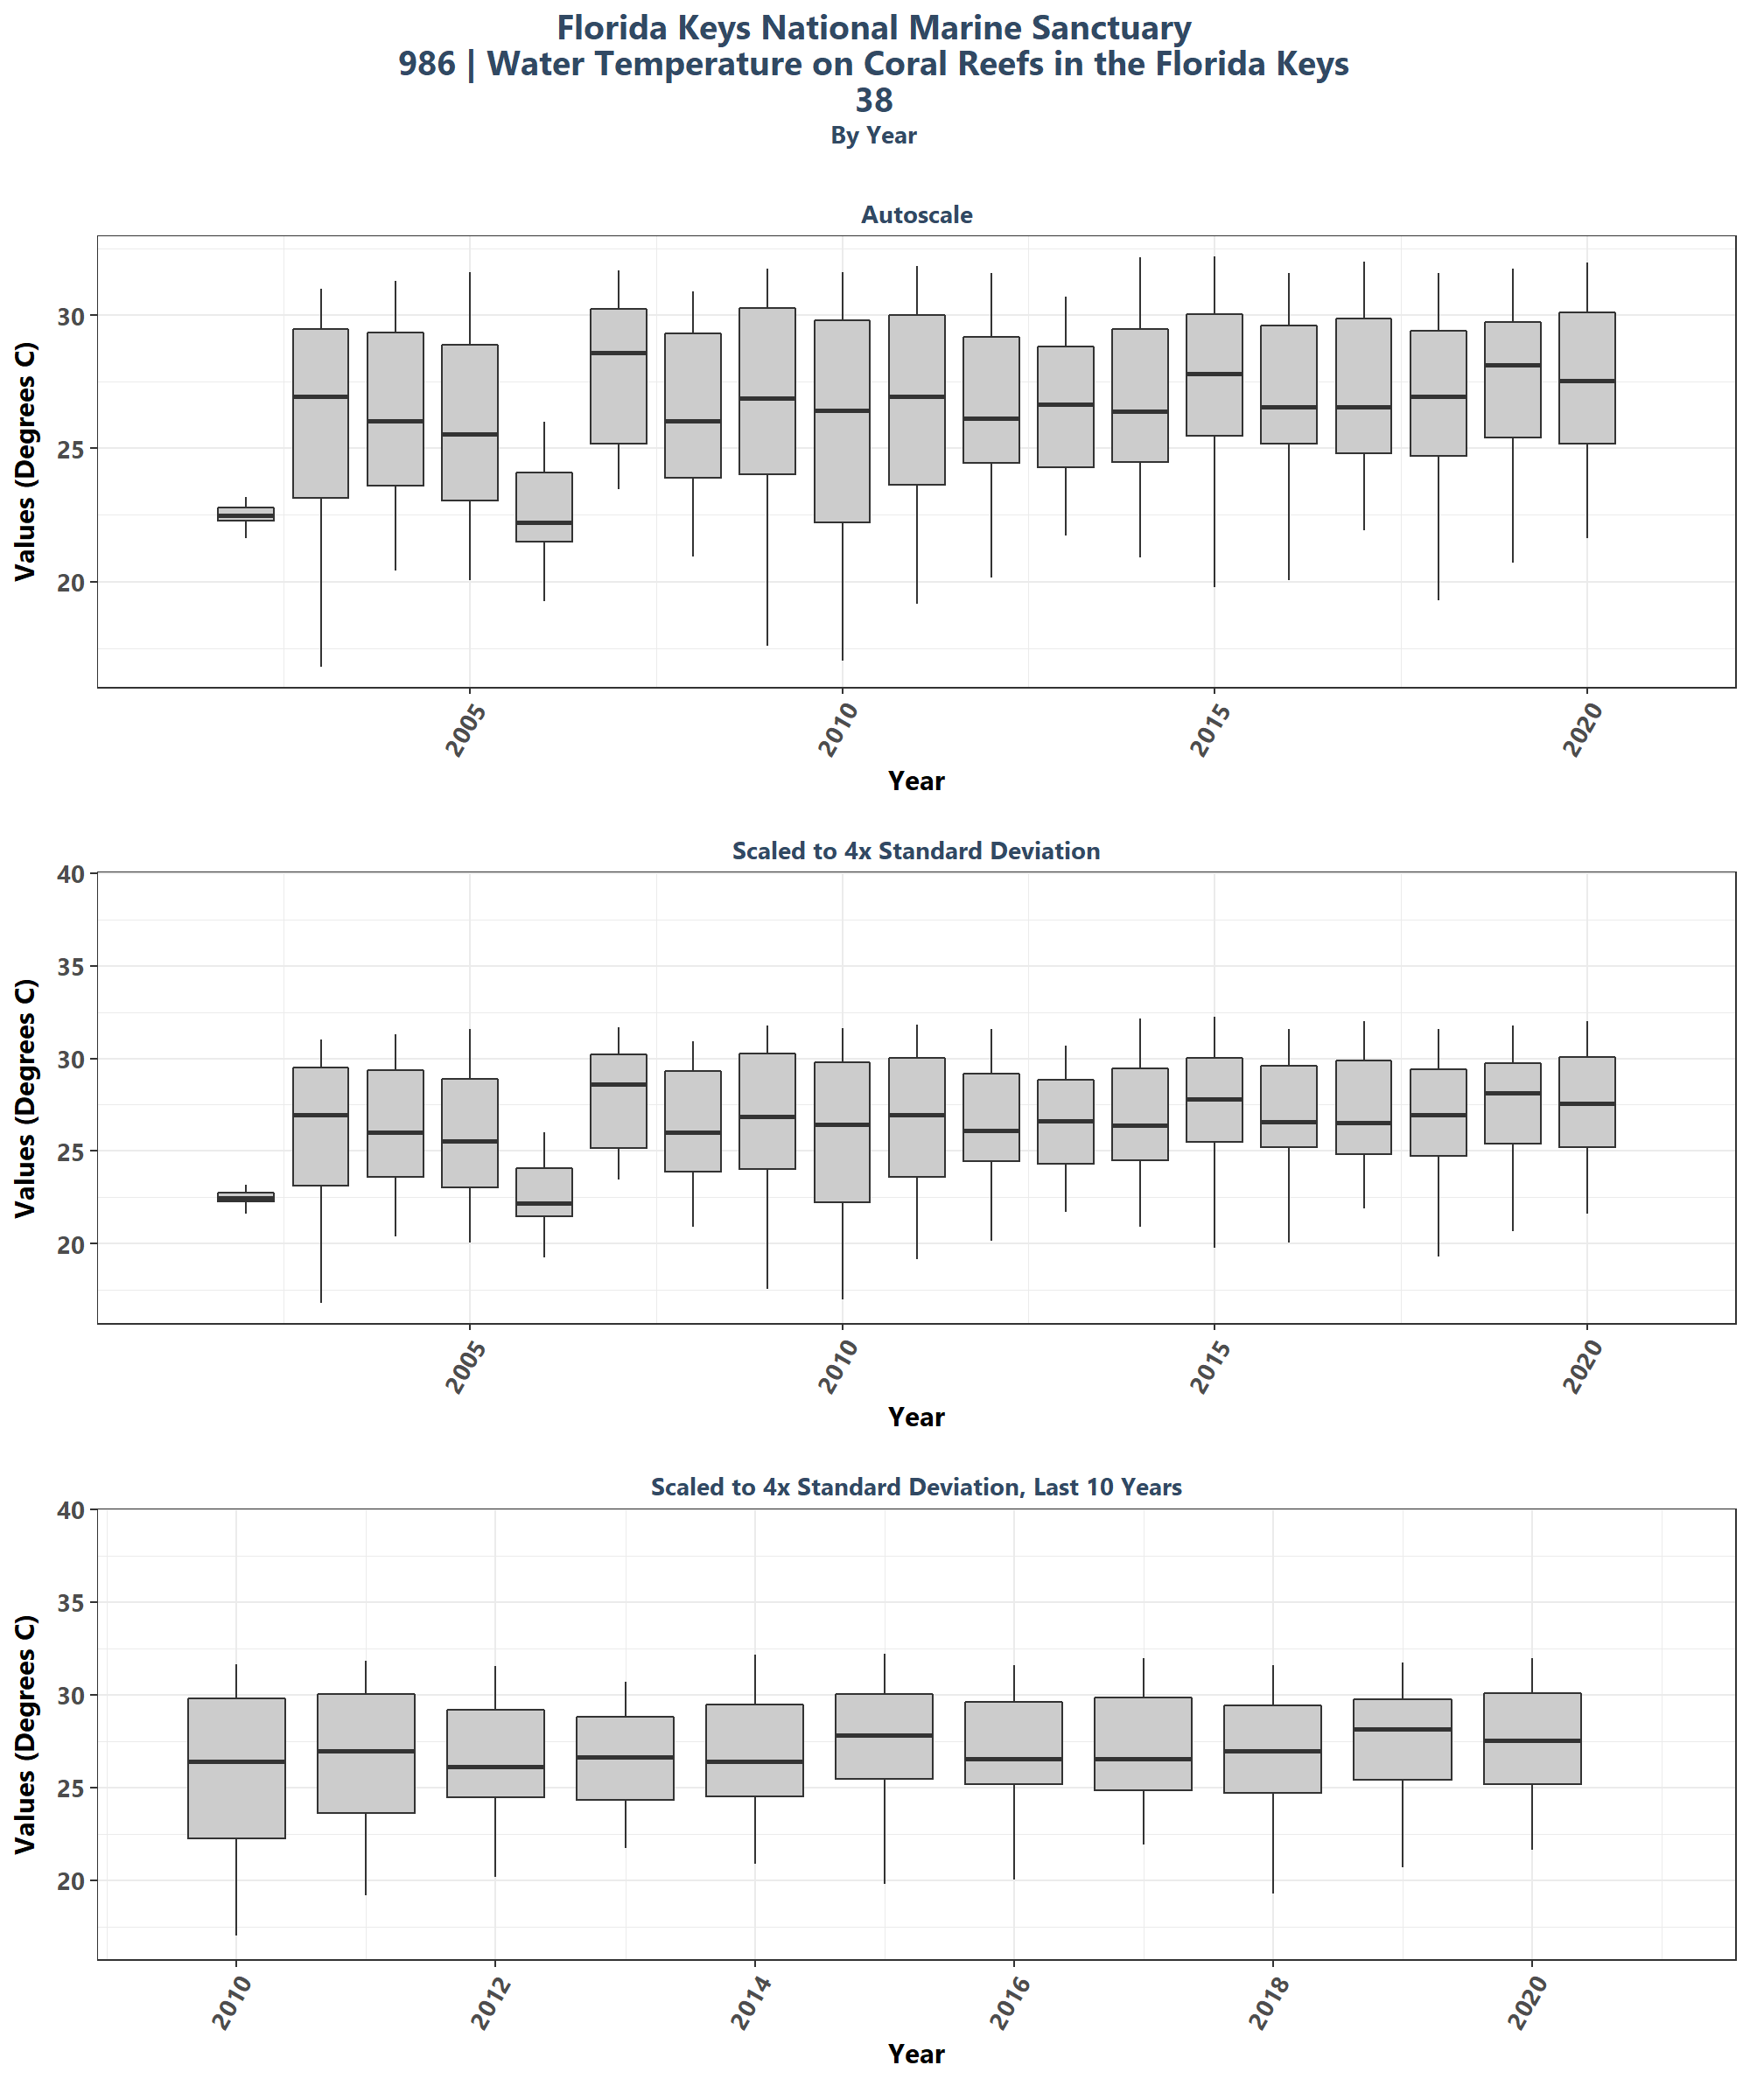 Florida Keys National Marine Sanctuary
986 | Water Temperature on Coral Reefs in the Florida Keys
38
By Year
Autoscale
Values (Degrees C)
30
25
20
2005
2010
2015
2020
Year
Scaled to 4x Standard Deviation
Values (Degrees C)
40
35
30
25
20
2005
2010
2015
2020
Year
Scaled to 4x Standard Deviation, Last 10 Years
Values (Degrees C)
40
35
30
25
20
2010
2012
2014
2016
2018
2020
Year